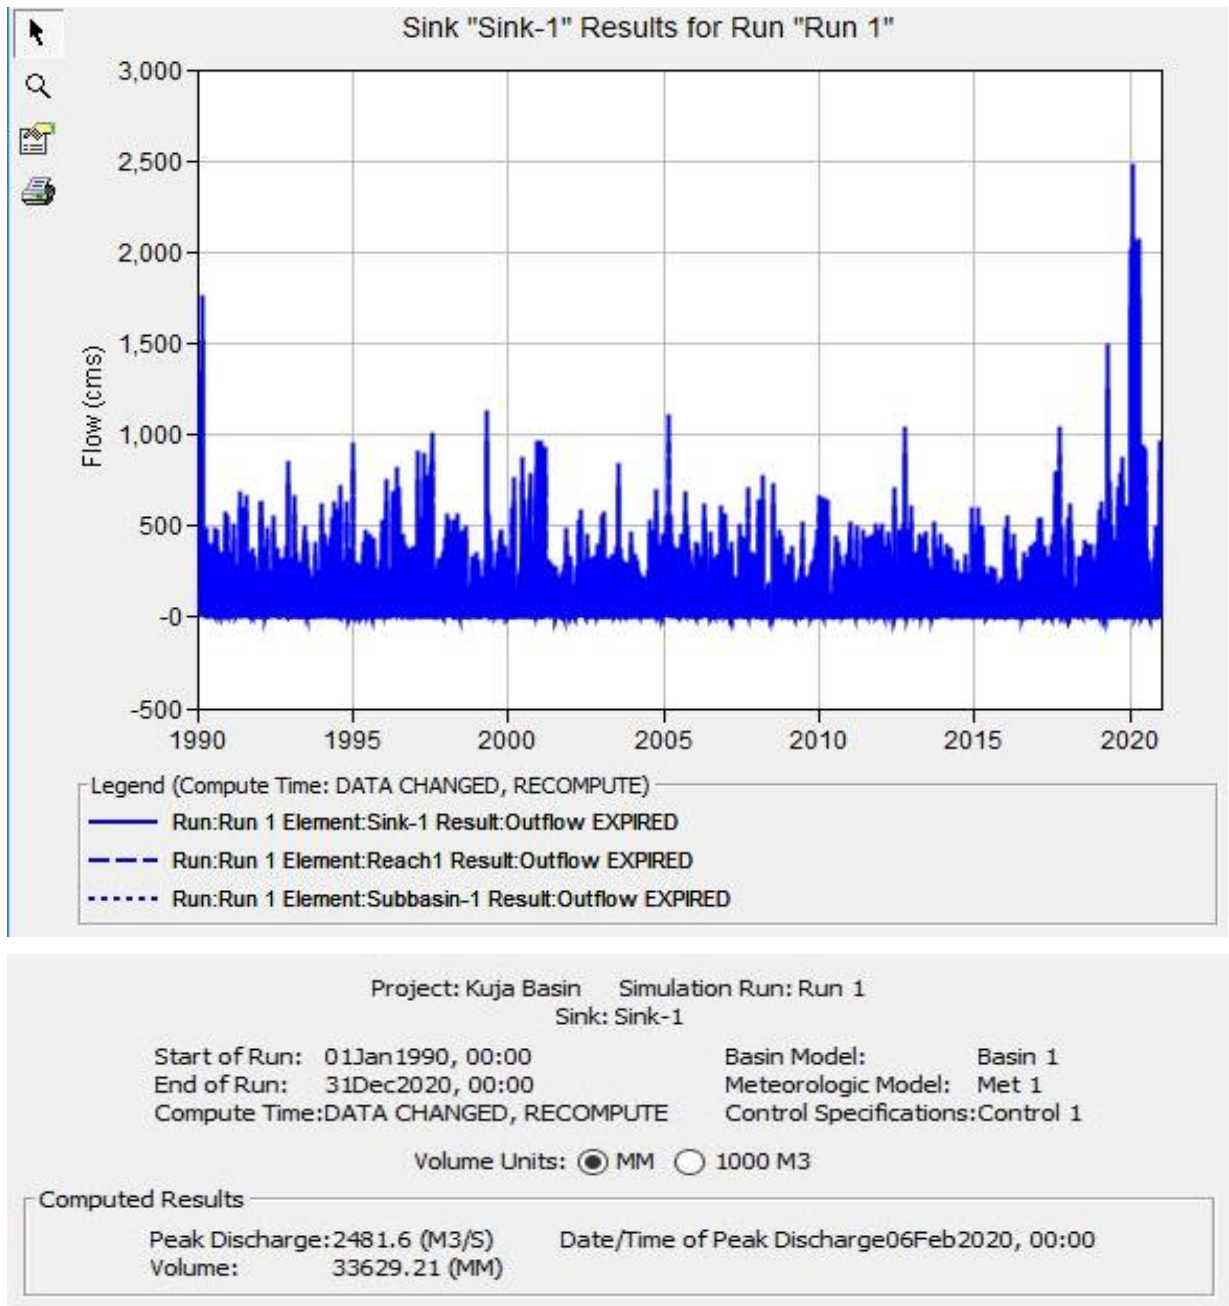 Sink "Sink-1" Results for Run "Run 1"
3,000
2,500
2,000
1,500
1,000
500
-0
-500
Flow (cms)
1990 1995 2000 2005 2010 2015 2020
Legend (Compute Time: DATA CHANGED, RECOMPUTE)
Run:Run 1 Element:Sink-1 Result:Outflow EXPIRED
Run:Run 1 Element:Reach1 Result:Outflow EXPIRED
Run:Run 1 Element:Subbasin-1 Result:Outflow EXPIRED
Project: Kuja Basin Simulation Run: Run 1
Sink: Sink-1
Start of Run: 01Jan1990, 00:00 Basin Model: Basin 1
End of Run: 31Dec2020, 00:00 Meteorologic Model: Met 1
Compute Time:DATA CHANGED, RECOMPUTE Control Specifications:Control 1
Volume Units: MM 1000 M3
Computed Results
Peak Discharge:2481.6 (M3/S) Date/Time of Peak Discharge06Feb2020, 00:00
Volume: 33629.21 (MM)